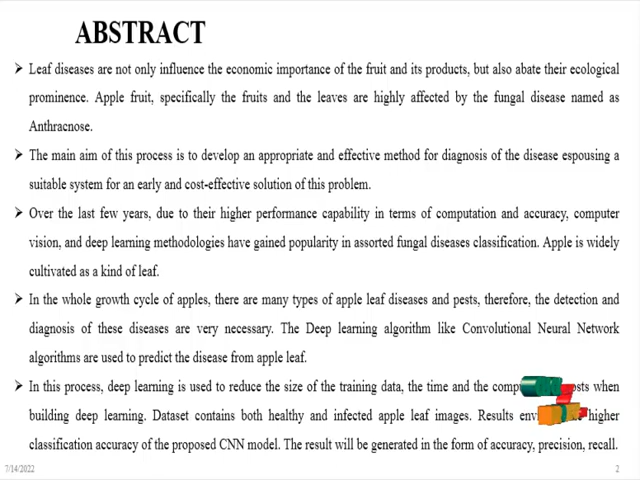 ABSTRACT
➢ Leaf diseases are not only influence the economic importance of the fruit and its products, but also abate their ecological
prominence. Apple fruit, specifically the fruits and the leaves are highly affected by the fungal disease named as
Anthracnose.
➢ The main aim of this process is to develop an appropriate and effective method for diagnosis of the disease espousing a
suitable system for an early and cost-effective solution of this problem.
➢ Over the last few years, due to their higher performance capability in terms of computation and accuracy, computer
vision, and deep learning methodologies have gained popularity in assorted fungal diseases classification. Apple is widely
cultivated as a kind of leaf.
➢ In the whole growth cycle of apples, there are many types of apple leaf diseases and pests, therefore, the detection and
diagnosis of these diseases are very necessary. The Deep learning algorithm like Convolutional Neural Network
algorithms are used to predict the disease from apple leaf.
➢ In this process, deep learning is used to reduce the size of the training data, the time and the when
building deep learning. Dataset contains both healthy and infected apple leaf images. Results higher
classification accuracy of the proposed CNN model. The result will be generated in the form of accuracy, precision, recall.
7/14/2022
2